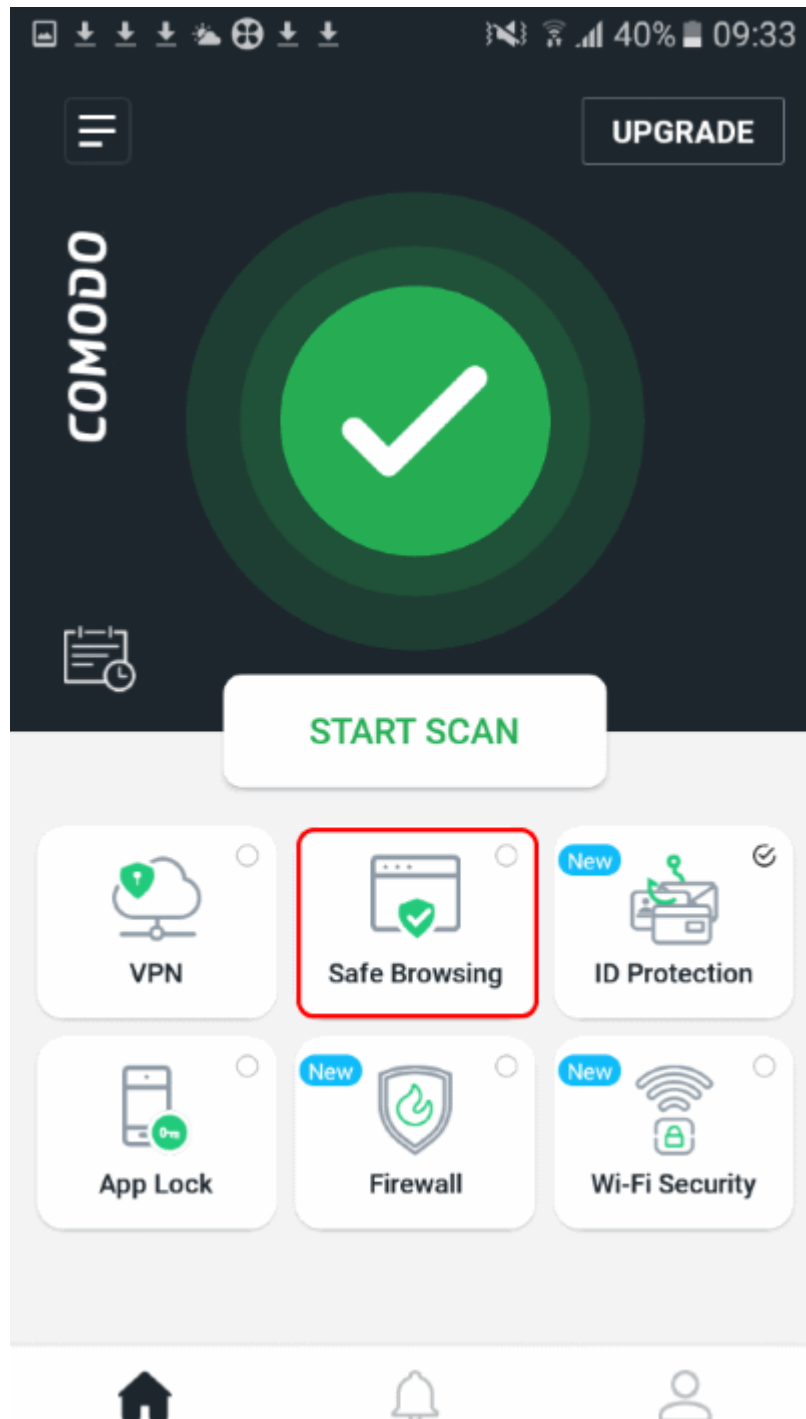 40% 09:33
UPGRADE
COMODO
START SCAN
VPN
Safe Browsing
New
ID Protection
App Lock
New
Firewall
New
Wi-Fi Security